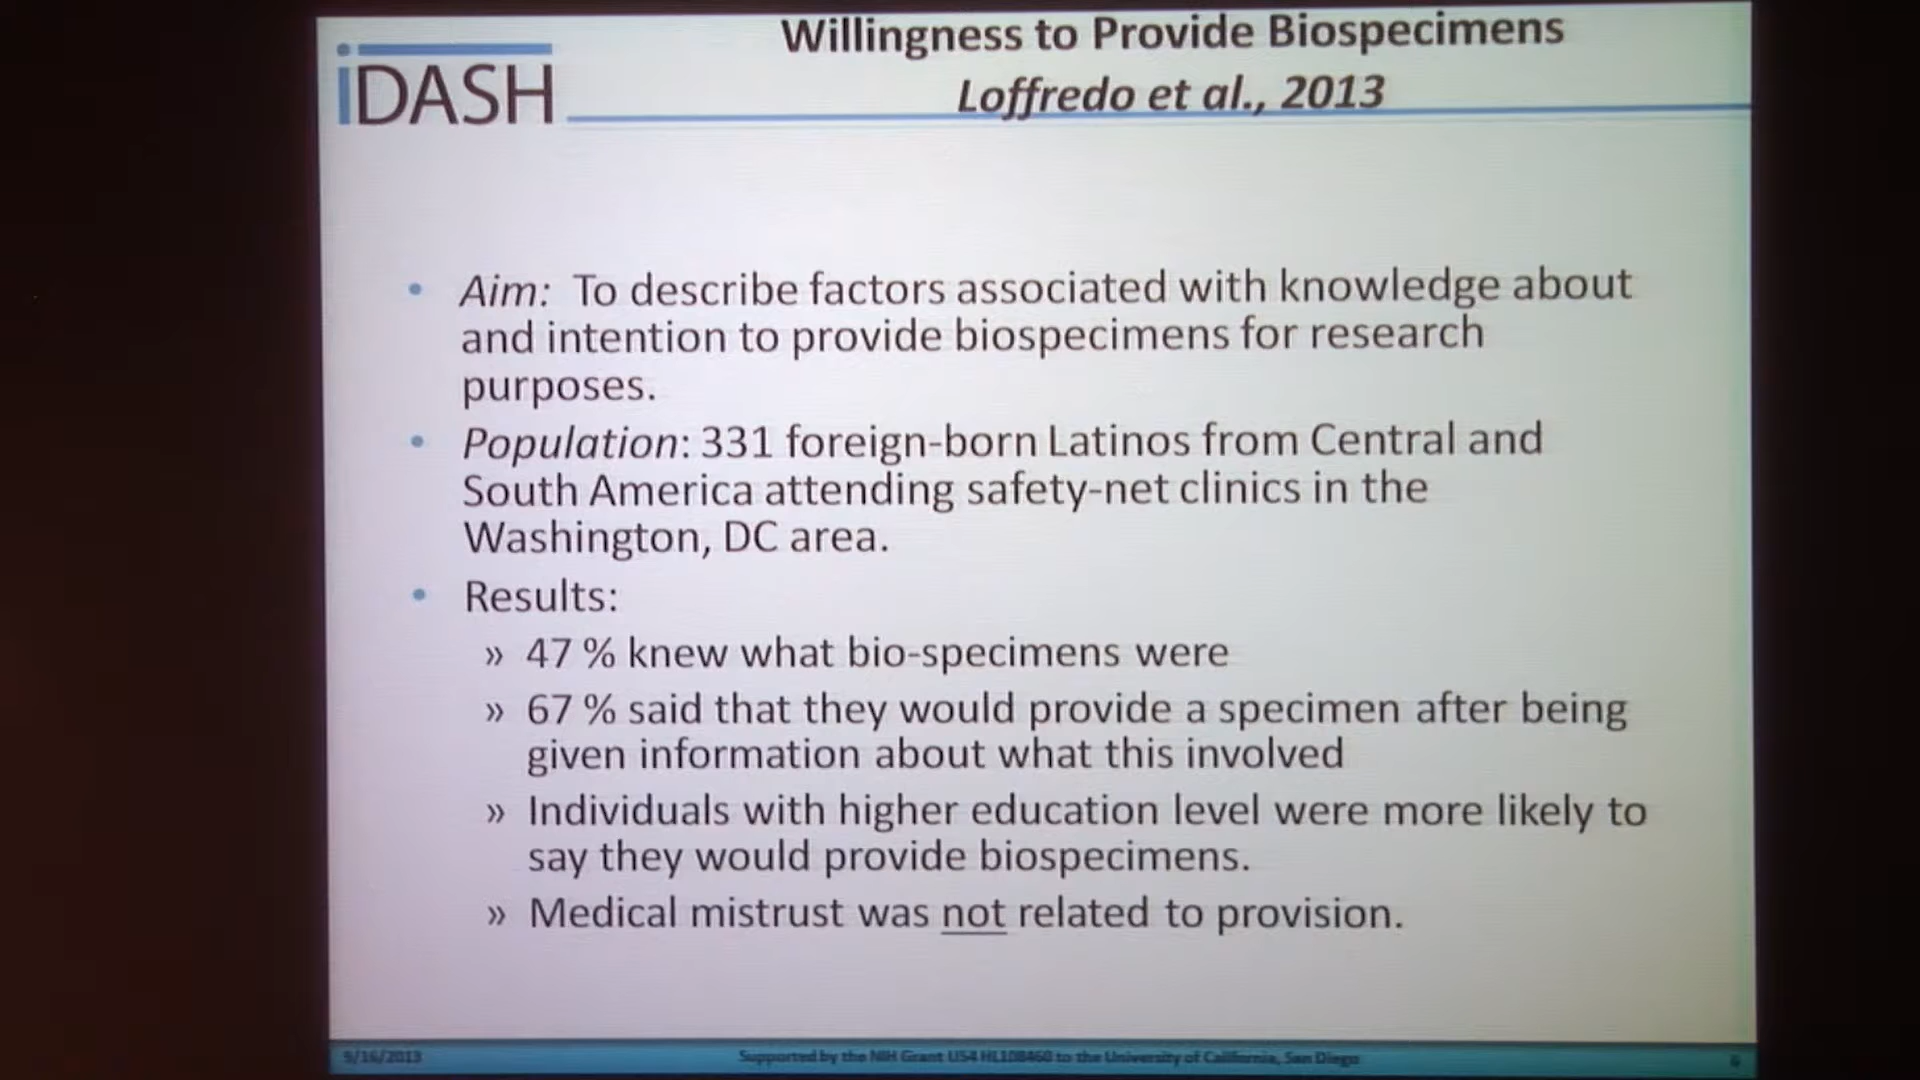 iDASH
Willingness to Provide Biospecimens
Loffredo et al., 2013
• Aim: To describe factors associated with knowledge about
and intention to provide biospecimens for research
purposes.
• Population: 331 foreign-born Latinos from Central and
South America attending safety-net clinics in the
Washington, DC area.
• Results:
» 47 % knew what bio-specimens were
» 67 % said that they would provide a specimen after being
given information about what this involved
» Individuals with higher education level were more likely to
say they would provide biospecimens.
» Medical mistrust was not related to provision.
9/16/2013
Supported by the NIH Grant U54 HL108460 to the University of California, San Diego
6